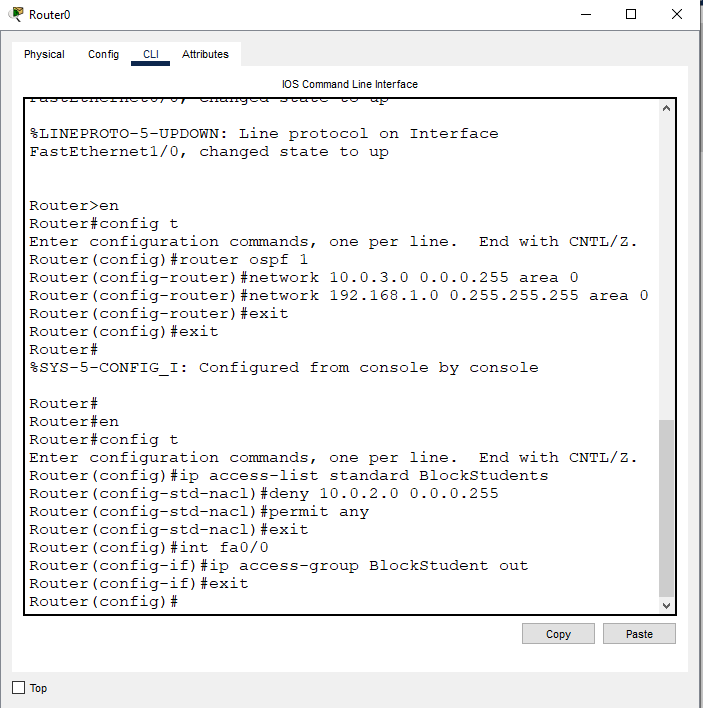 Router0
Physical Config CLI Attributes
IOS Command Line Interface
FastEthernet0/0, changed state to up
%LINEPROTO-5-UPDOWN: Line protocol on Interface
FastEthernet1/0, changed state to up
Router>en
Router#config t
Enter configuration commands, one per line.  End with CNTL/Z.
Router(config)#router ospf 1
Router(config-router)#network 10.0.3.0 0.0.0.255 area 0
Router(config-router)#network 192.168.1.0 0.255.255.255 area 0
Router(config-router)#exit
Router(config)#exit
Router#
%SYS-5-CONFIG_I: Configured from console by console
Router#
Router#en
Router#config t
Enter configuration commands, one per line.  End with CNTL/Z.
Router(config)#ip access-list standard BlockStudents
Router(config-std-nacl)#deny 10.0.2.0 0.0.0.255
Router(config-std-nacl)#permit any
Router(config-std-nacl)#exit
Router(config)#int fa0/0
Router(config-if)#ip access-group BlockStudent out
Router(config-if)#exit
Router(config)#
Copy Paste
Top